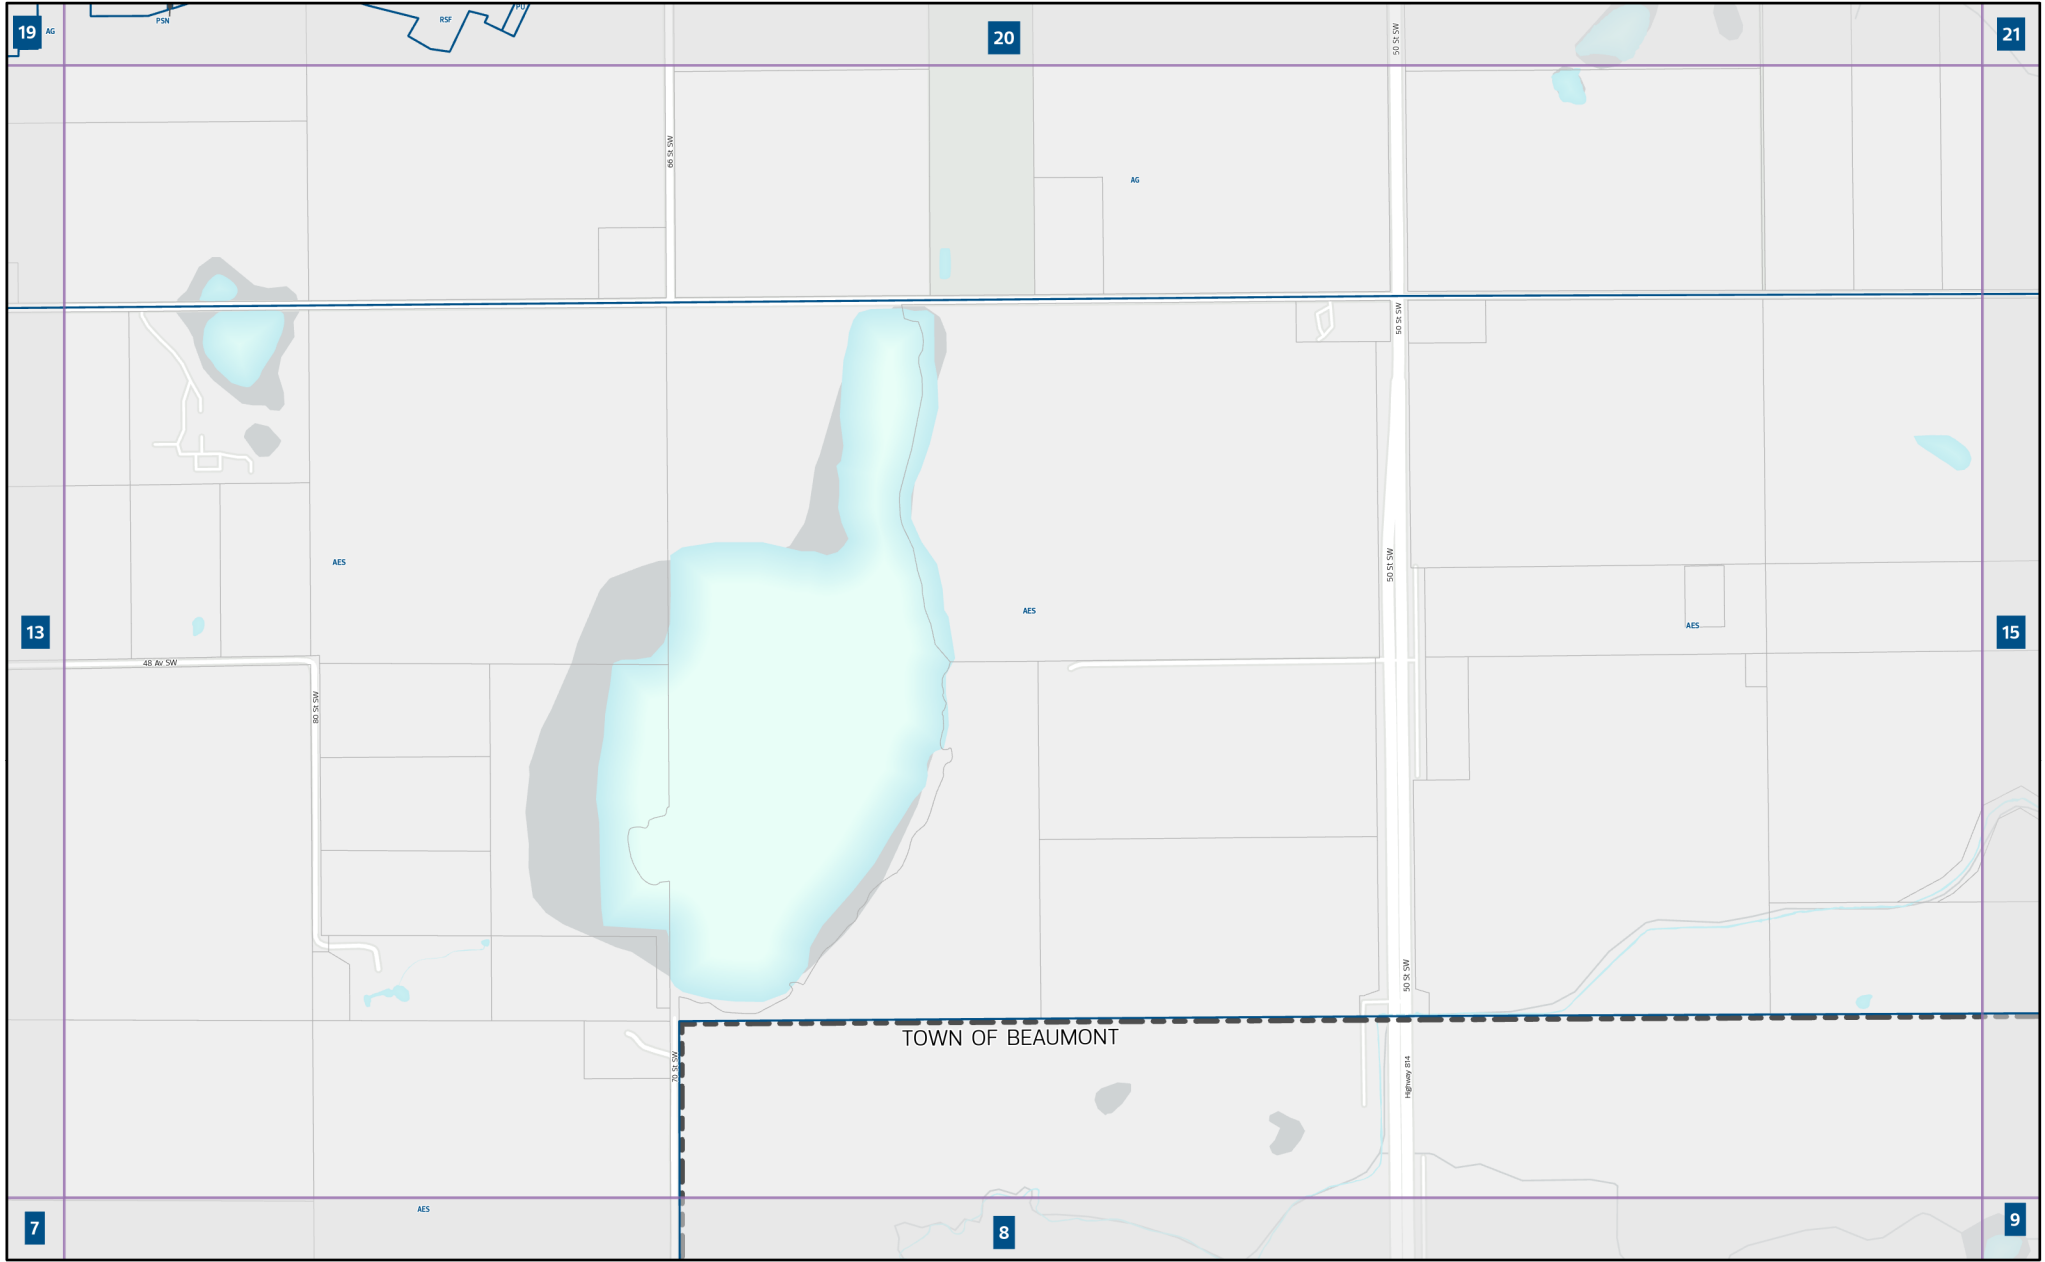 19
AG
PSN
RSF
PU
20
50 St SW
21
66 St SW
AG
50 St SW
AES
50 St SW
AES
AES
13
15
48 Av SW
80 St SW
50 St SW
TOWN OF BEAUMONT
70 St SW
Highway 814
7
AES
8
9